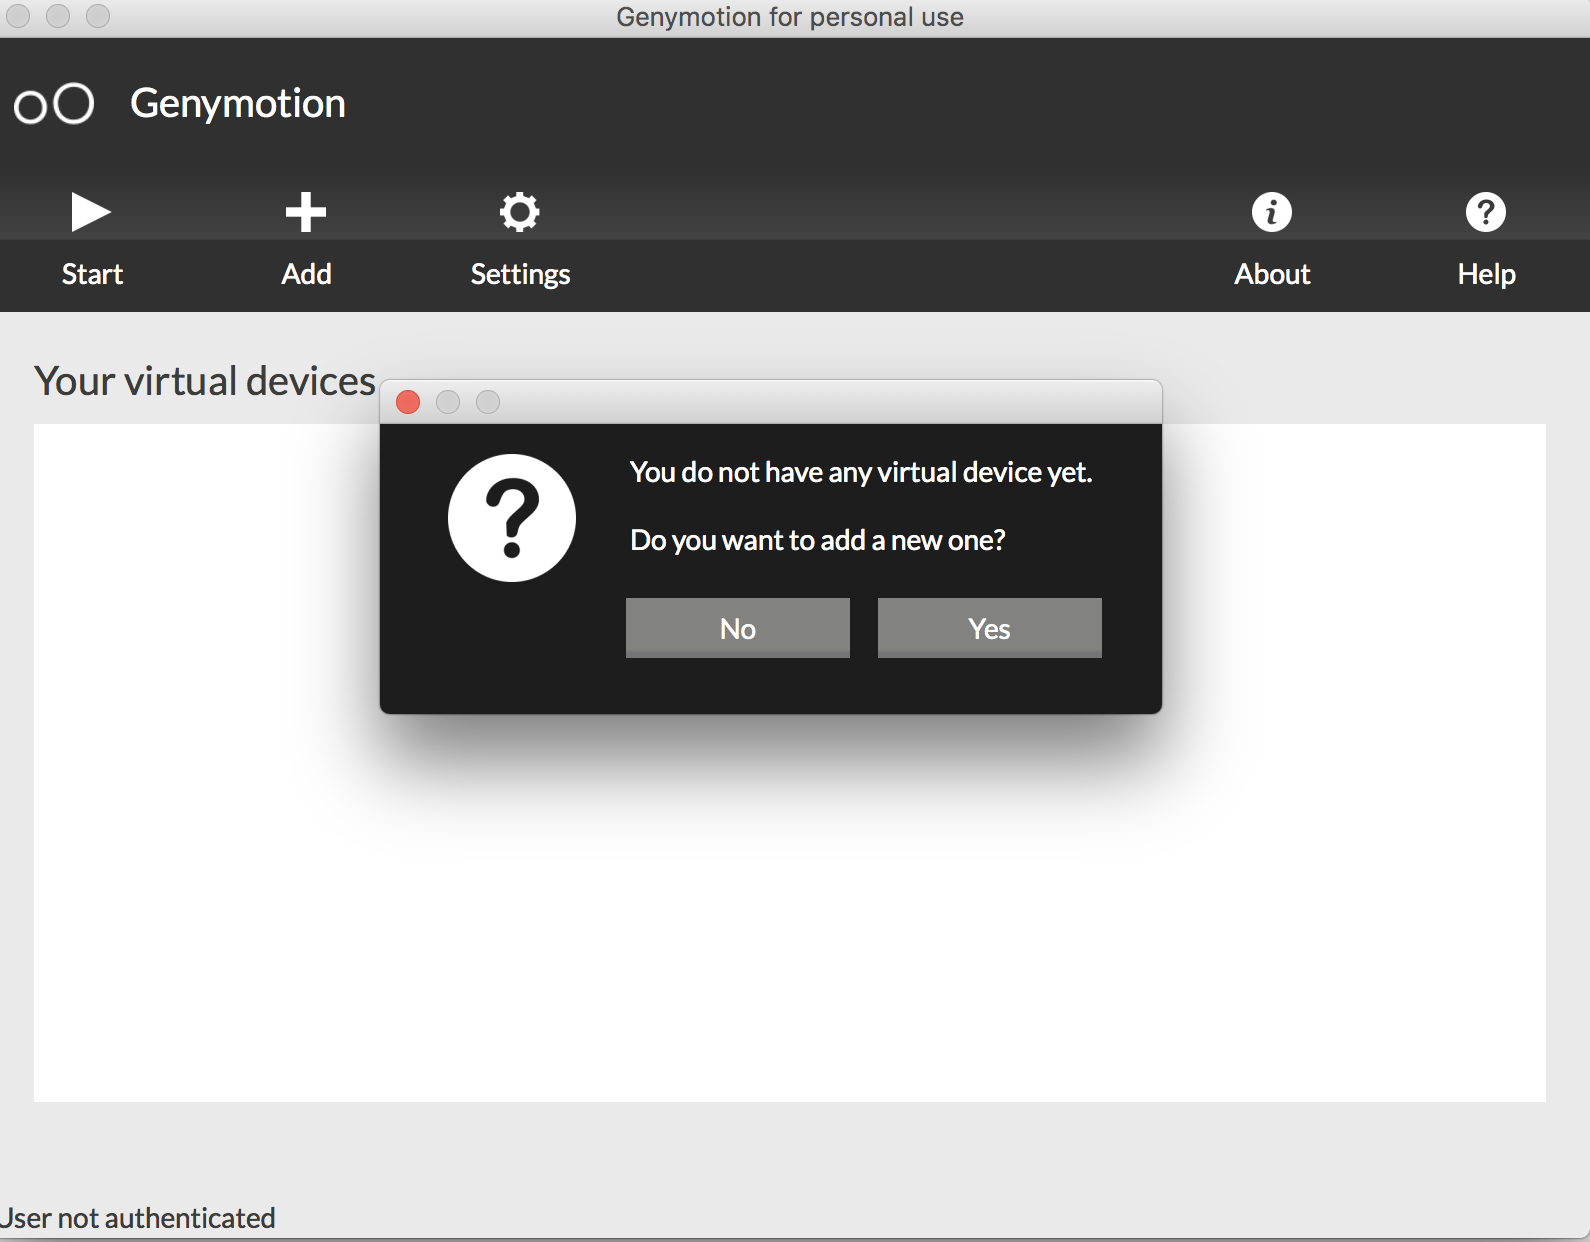 Genymotion for personal use
Genymotion
Start
Add
Settings
About
Help
Your virtual devices
You do not have any virtual device yet.
Do you want to add a new one?
No
Yes
User not authenticated